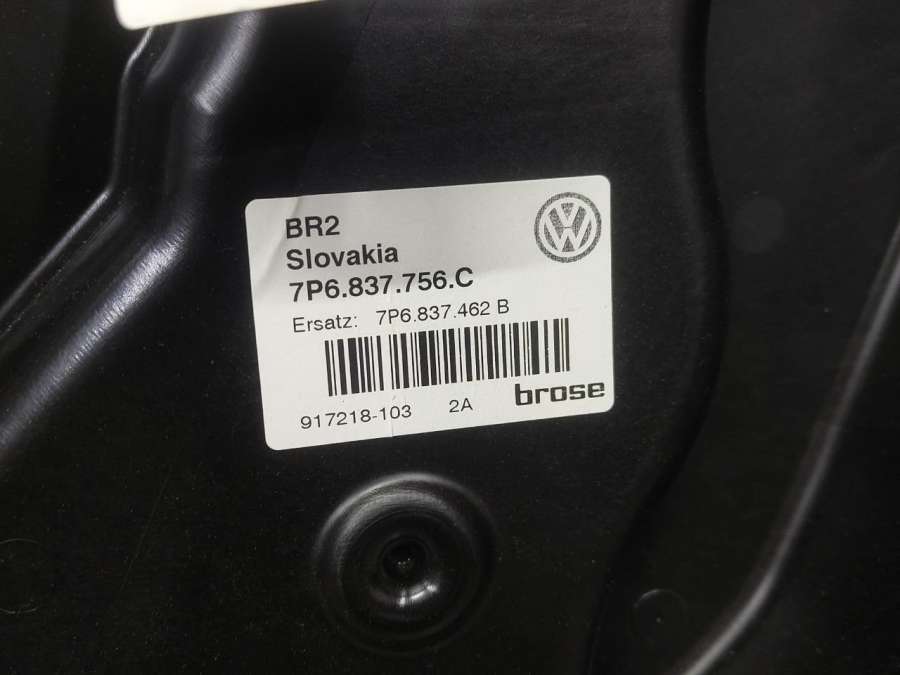 BR2
Slovakia
7P6.837.756.C
Ersatz: 7P6.837.462 B
917218-103 2A brose